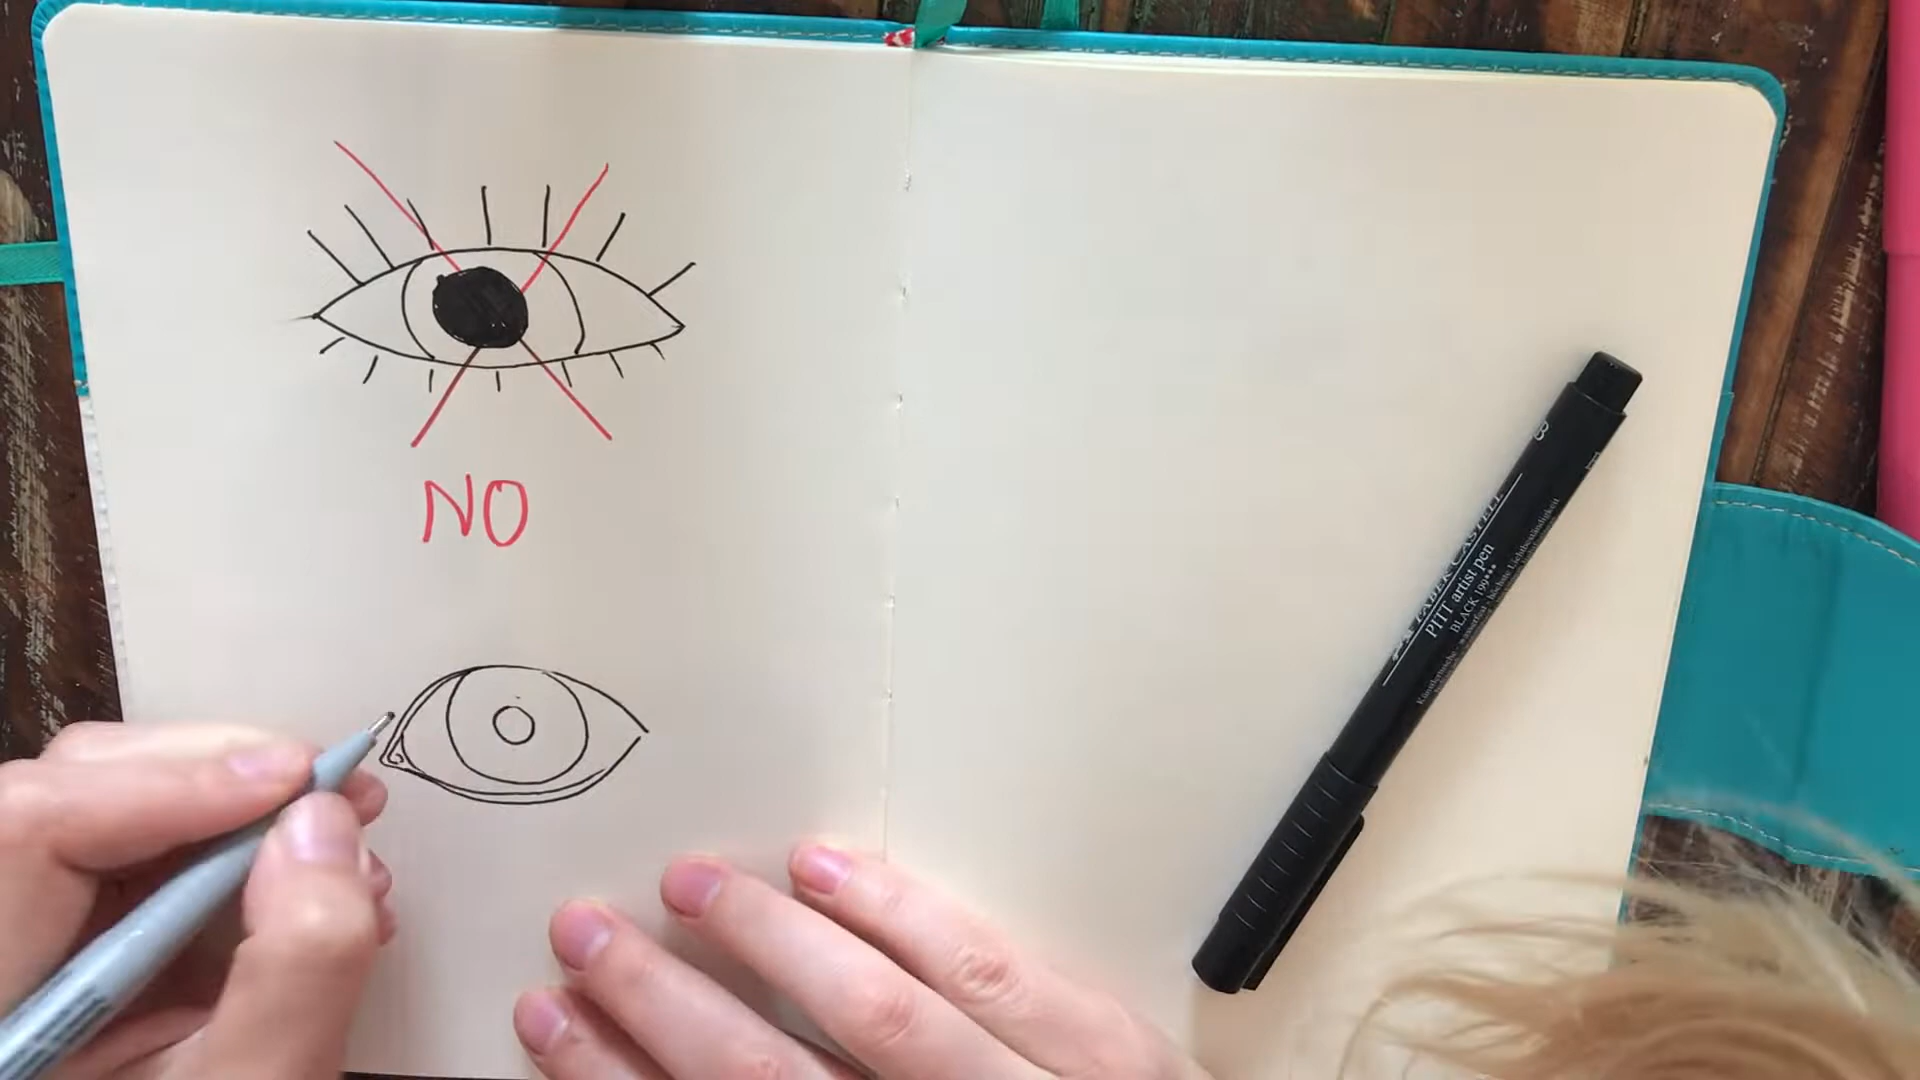 NO
FABER-CASTELL
PITT artist pen
BLACK 199***
B